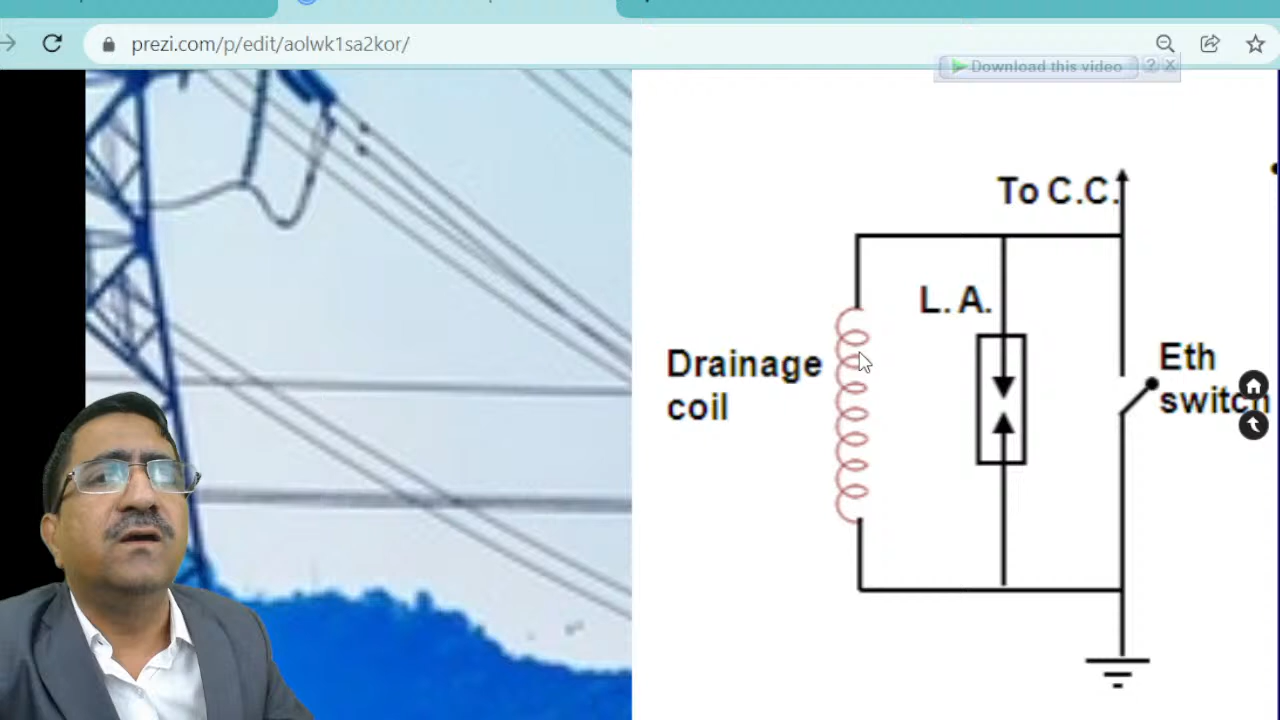 prezi.com/p/edit/aolwk1sa2kor/
Download this video
?
X
To C.C.
L. A.
Drainage
coil
Eth
switch